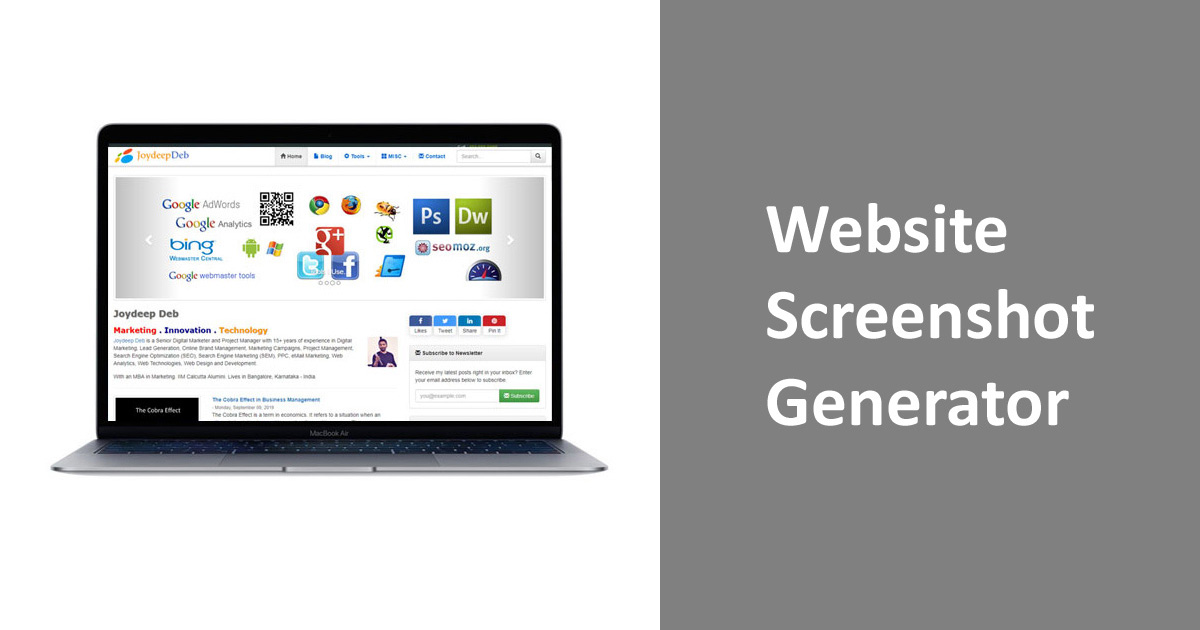 JoydeepDeb
Home Blog Tools MISC Contact Search...
Google AdWords
Google Analytics
bing
WEBMASTER CENTRAL
Google webmaster tools
g+
Use.
Ps Dw
seomoz.org
Joydeep Deb
Marketing . Innovation . Technology
Joydeep Deb is a Senior Digital Marketer and Project Manager with 15+ years of experience in Digital
Marketing, Lead Generation, Online Brand Management, Marketing Campaigns, Project Management,
Search Engine Optimization (SEO), Search Engine Marketing (SEM), PPC, eMail Marketing, Web
Analytics, Web Technologies, Web Design and Development.
With an MBA in Marketing. IIM Calcutta Alumni. Lives in Bangalore, Karnataka - India.
Likes Tweet Share Pin it
Subscribe to Newsletter
Receive my latest posts right in your inbox? Enter
your email address below to subscribe.
you@example.com Subscribe
The Cobra Effect
The Cobra Effect in Business Management
- Monday, September 09, 2019
The Cobra Effect is a term in economics. It refers to a situation when an
MacBook Air
Website
Screenshot
Generator